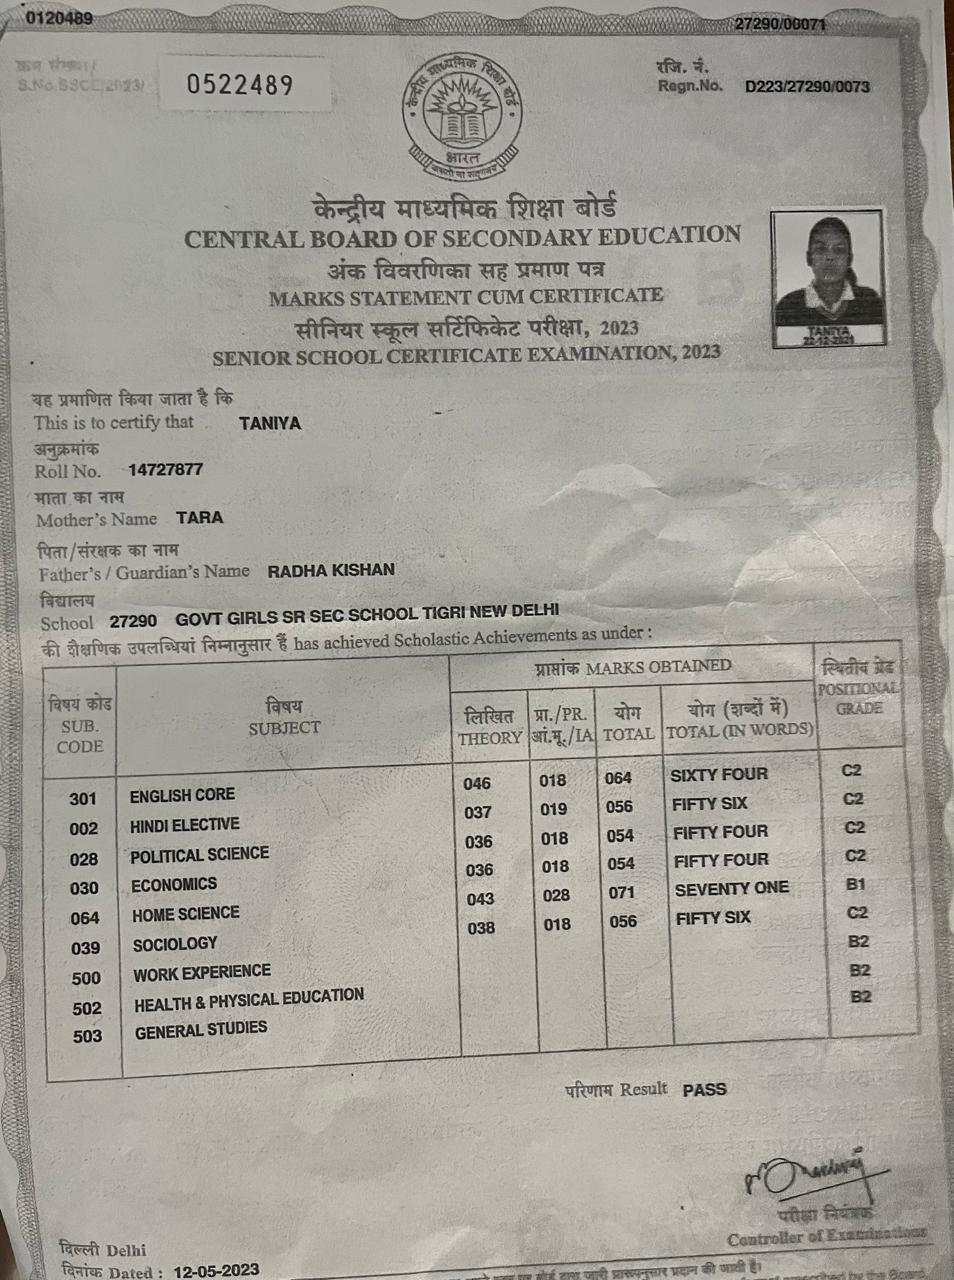 0120489
27290/00071
क्रम संख्या/
S.No.SSCE/2023/
0522489
रजि. नं.
Regn.No. D223/27290/0073
केन्द्रीय माध्यमिक शिक्षा बोर्ड
भारत
केन्द्रीय माध्यमिक शिक्षा बोर्ड
CENTRAL BOARD OF SECONDARY EDUCATION
अंक विवरणिका सह प्रमाण पत्र
MARKS STATEMENT CUM CERTIFICATE
सीनियर स्कूल सर्टिफिकेट परीक्षा, 2023
SENIOR SCHOOL CERTIFICATE EXAMINATION, 2023
TANIYA
22-12-2021
यह प्रमाणित किया जाता है कि
This is to certify that TANIYA
अनुक्रमांक
Roll No. 14727877
माता का नाम
Mother's Name TARA
पिता/संरक्षक का नाम
Father's / Guardian's Name RADHA KISHAN
विद्यालय
School 27290 GOVT GIRLS SR SEC SCHOOL TIGRI NEW DELHI
की शैक्षणिक उपलब्धियां निम्नानुसार हैं has achieved Scholastic Achievements as under :
विषय कोड SUB. CODE
विषय SUBJECT
प्राप्तांक MARKS OBTAINED
लिखित THEORY
प्रा./PR. आं.मू./IA
योग TOTAL
योग (शब्दों में) TOTAL (IN WORDS)
स्थितीय ग्रेड POSITIONAL GRADE
301 ENGLISH CORE 046 018 064 SIXTY FOUR C2
002 HINDI ELECTIVE 037 019 056 FIFTY SIX C2
028 POLITICAL SCIENCE 036 018 054 FIFTY FOUR C2
030 ECONOMICS 036 018 054 FIFTY FOUR C2
064 HOME SCIENCE 043 028 071 SEVENTY ONE B1
039 SOCIOLOGY 038 018 056 FIFTY SIX C2
500 WORK EXPERIENCE B2
502 HEALTH & PHYSICAL EDUCATION B2
503 GENERAL STUDIES B2
परिणाम Result PASS
परीक्षा नियंत्रक
Controller of Examinations
दिल्ली Delhi
दिनांक Dated : 12-05-2023